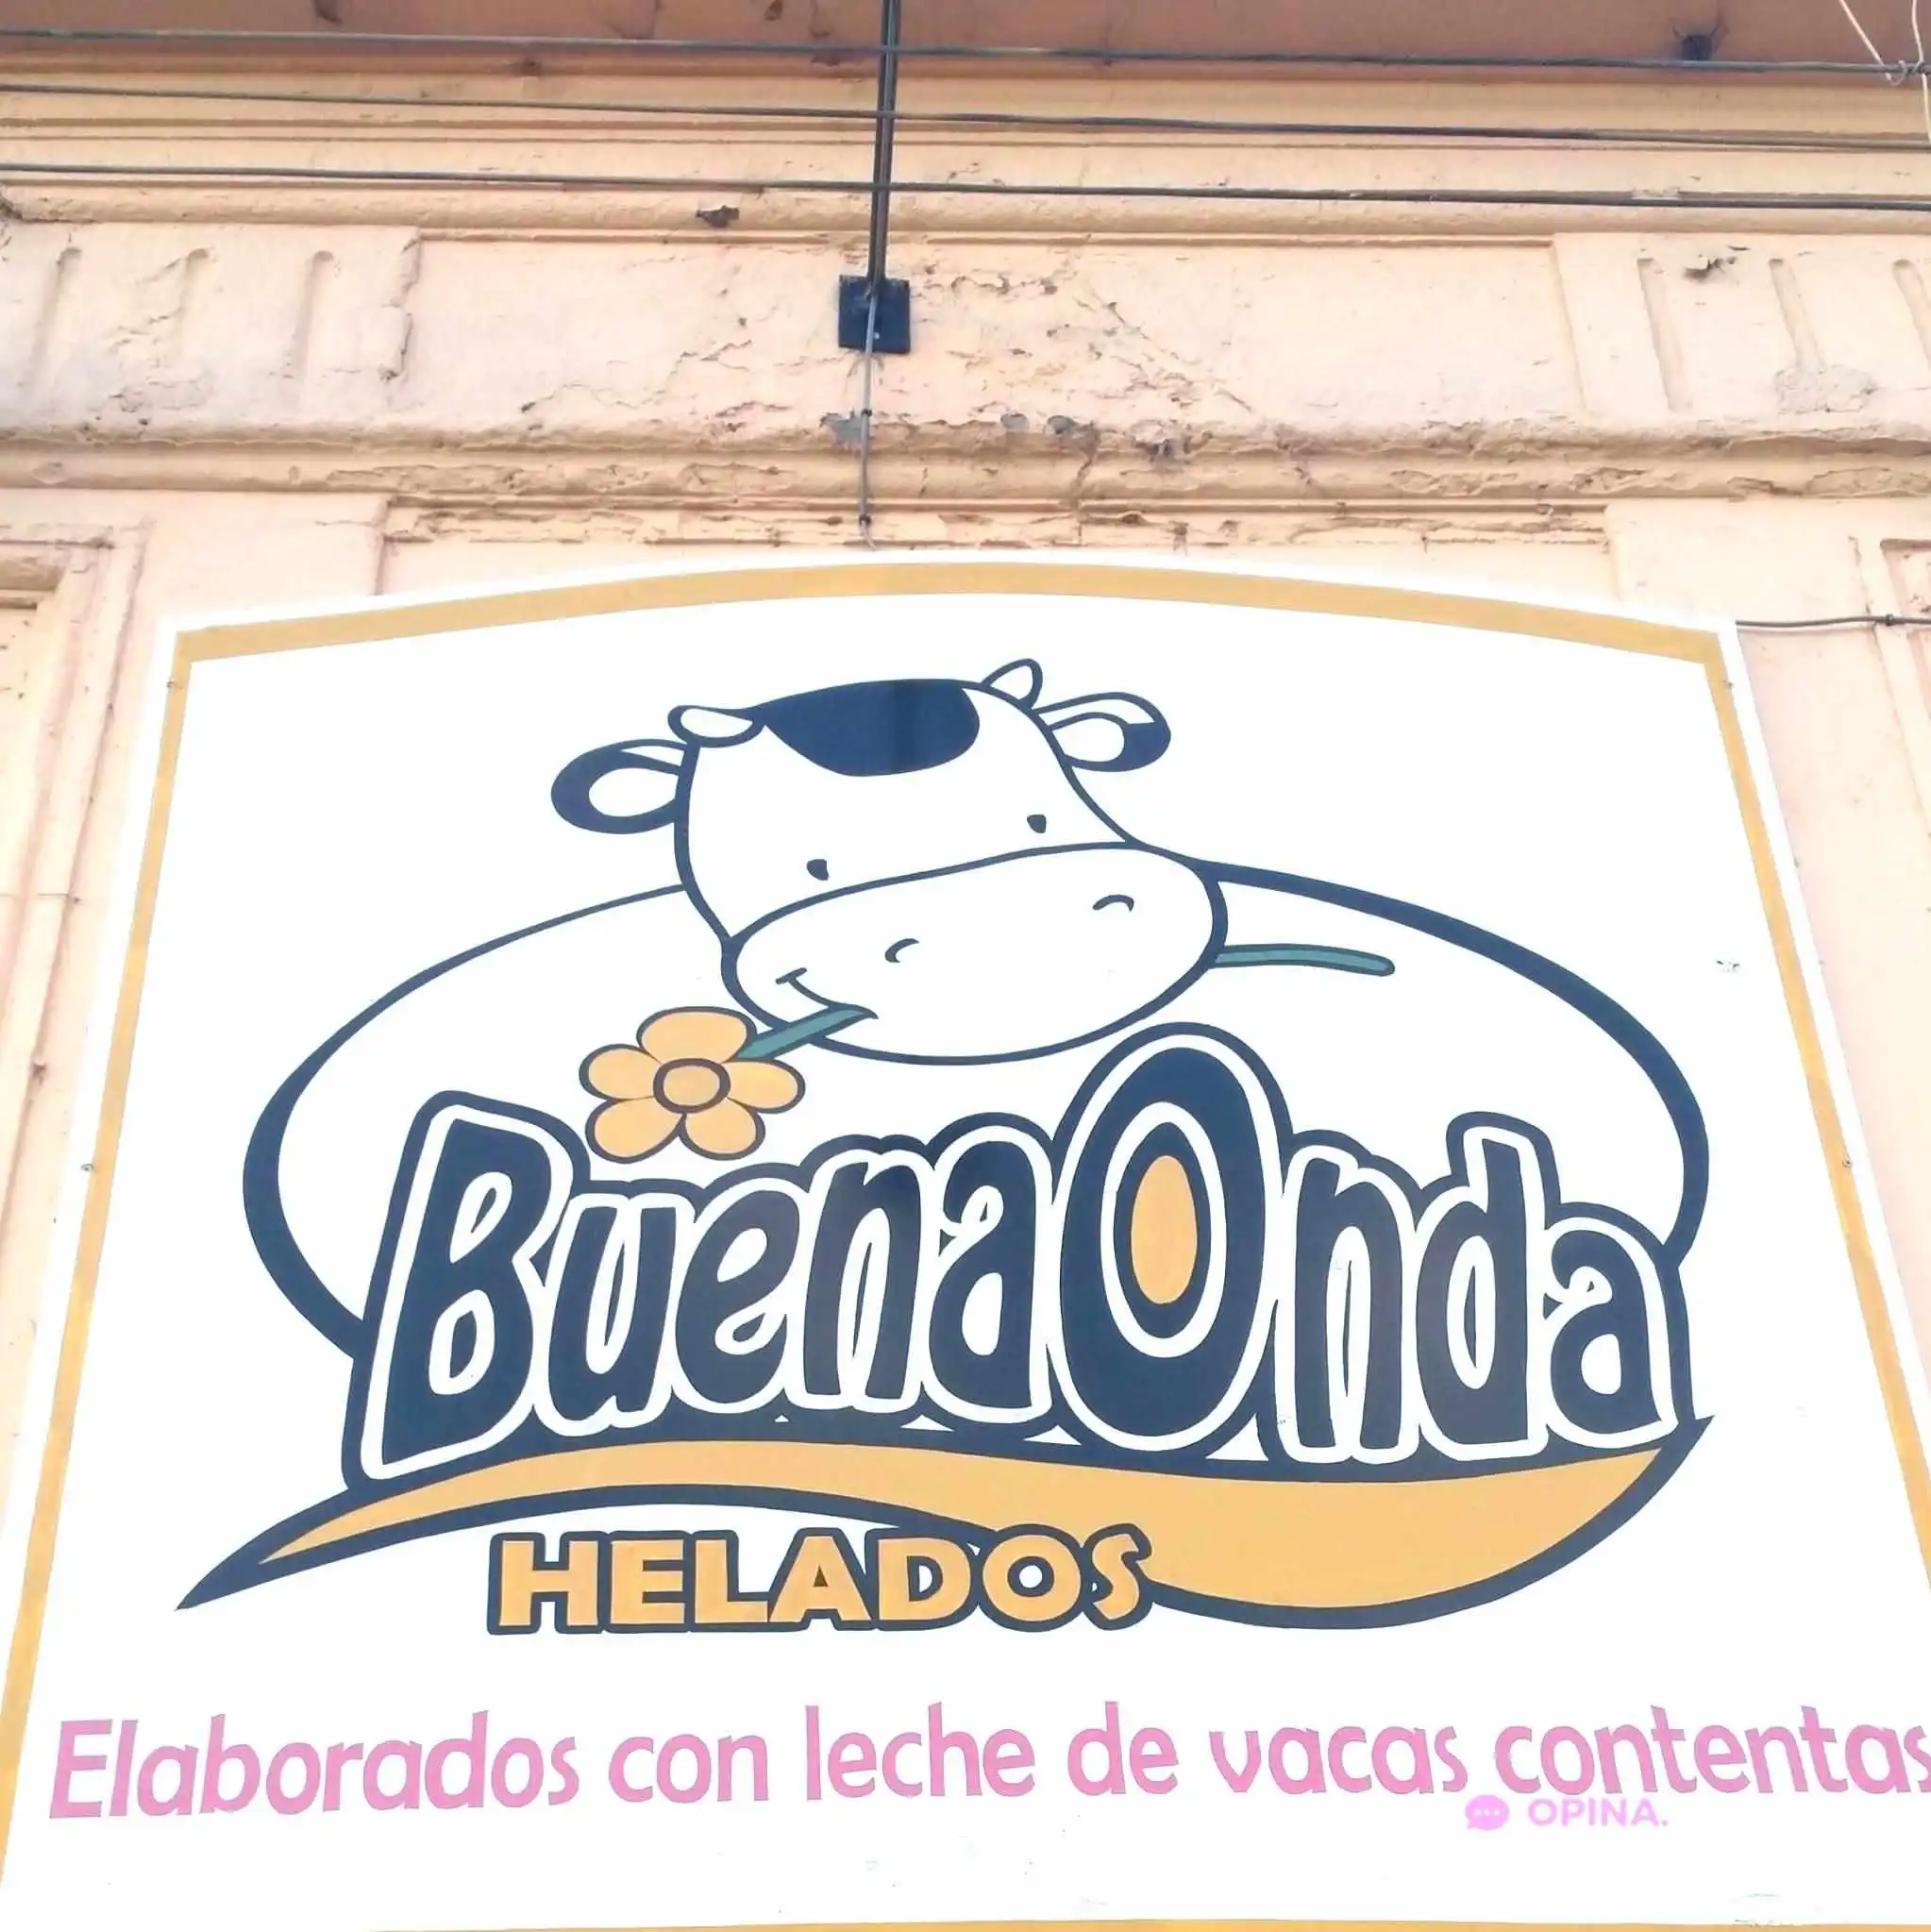 BuenaOnda
HELADOS
Elaborados con leche de vacas contentas
OPINA.